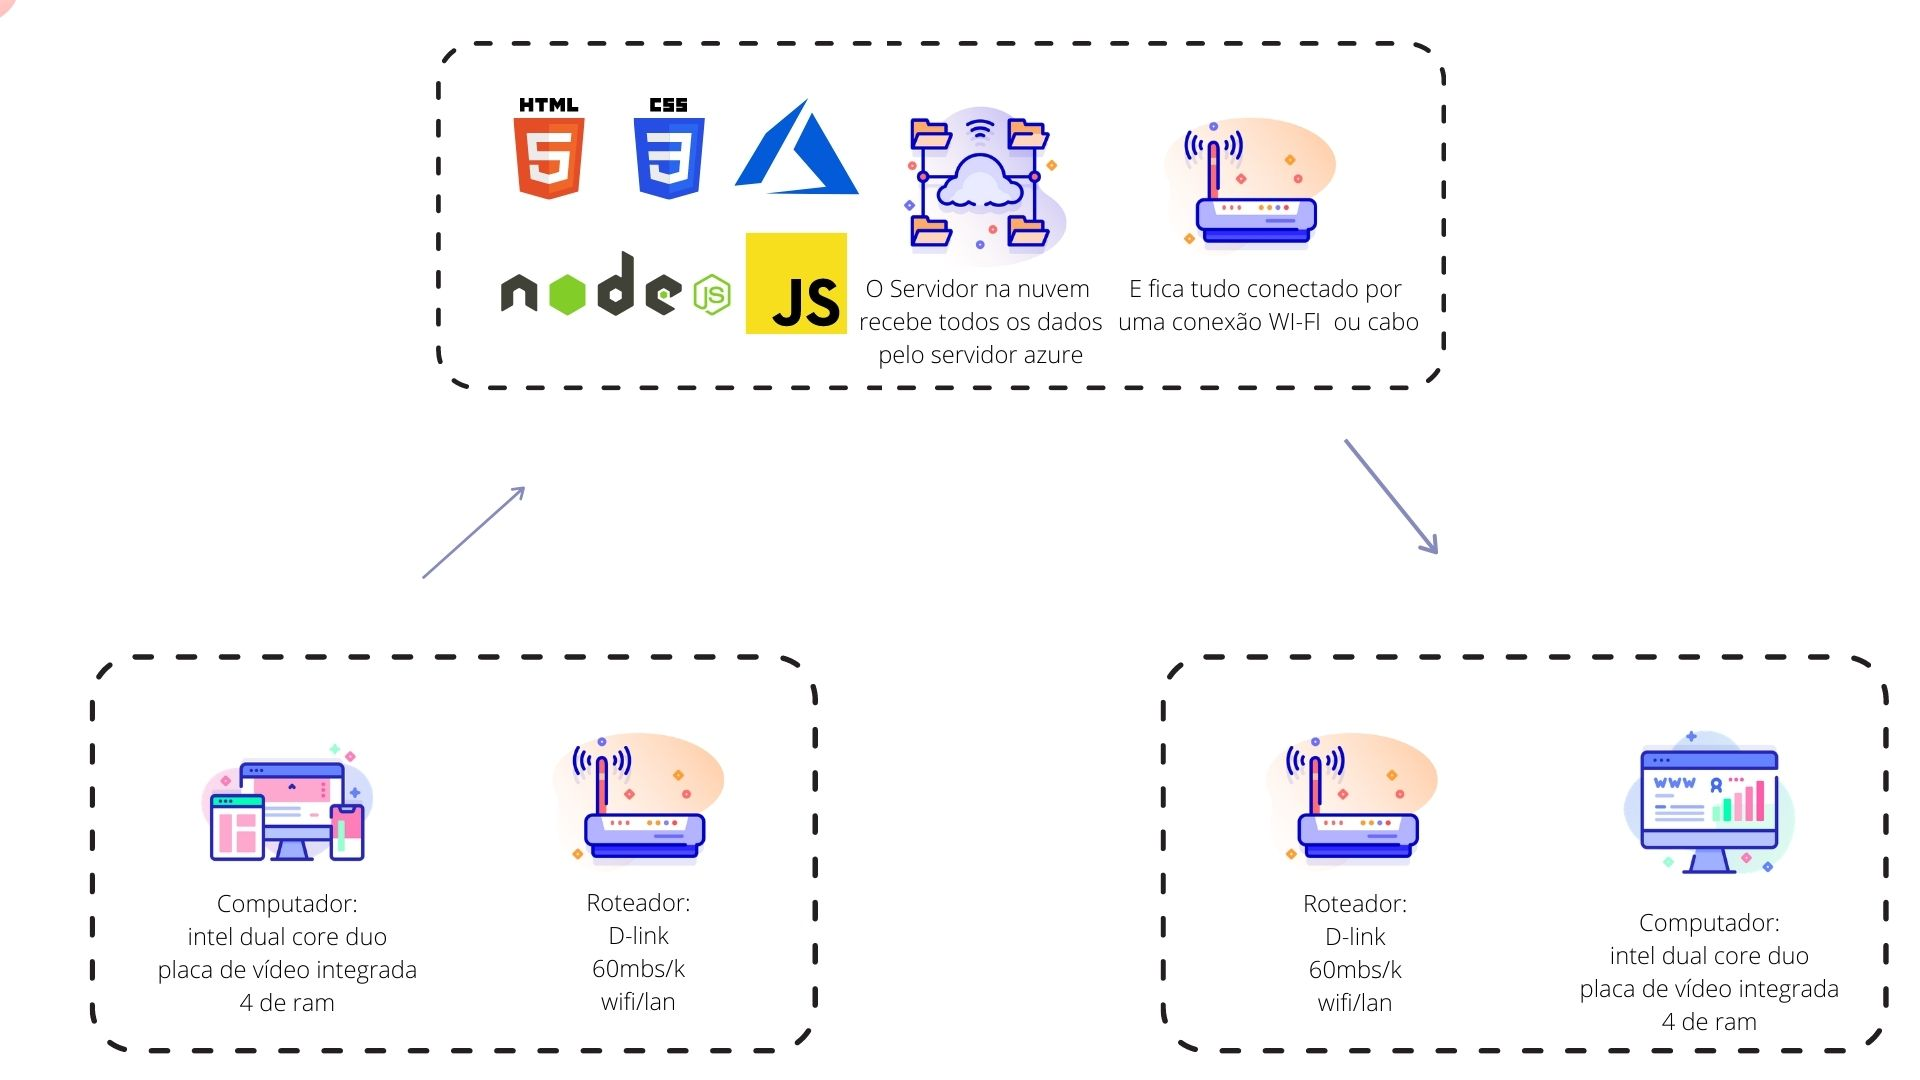 HTML
5
CSS
3
node
JS
JS
O Servidor na nuvem
recebe todos os dados
pelo servidor azure
E fica tudo conectado por
uma conexão WI-FI ou cabo
Computador:
intel dual core duo
placa de vídeo integrada
4 de ram
Roteador:
D-link
60mbs/k
wifi/lan
Roteador:
D-link
60mbs/k
wifi/lan
WWW
Computador:
intel dual core duo
placa de vídeo integrada
4 de ram